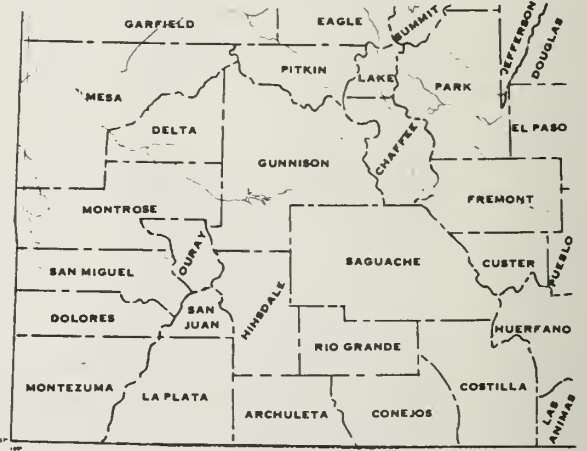 GARFIELD
EAGLE
SUMMIT
JEFFERSON
DOUGLAS
MESA
PITKIN
LAKE
PARK
DELTA
GUNNISON
CHAFFEE
EL PASO
MONTROSE
FREMONT
OURAY
SAGUACHE
CUSTER
PUEBLO
SAN MIGUEL
DOLORES
SAN
JUAN
HINSDALE
RIO GRANDE
HUERFANO
MONTEZUMA
LA PLATA
ARCHULETA
CONEJOS
COSTILLA
LAS
ANIMAS